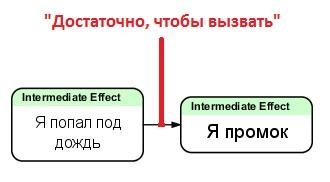 "Достаточно, чтобы вызвать"
Intermediate Effect
Я попал под
дождь
Intermediate Effect
Я промок